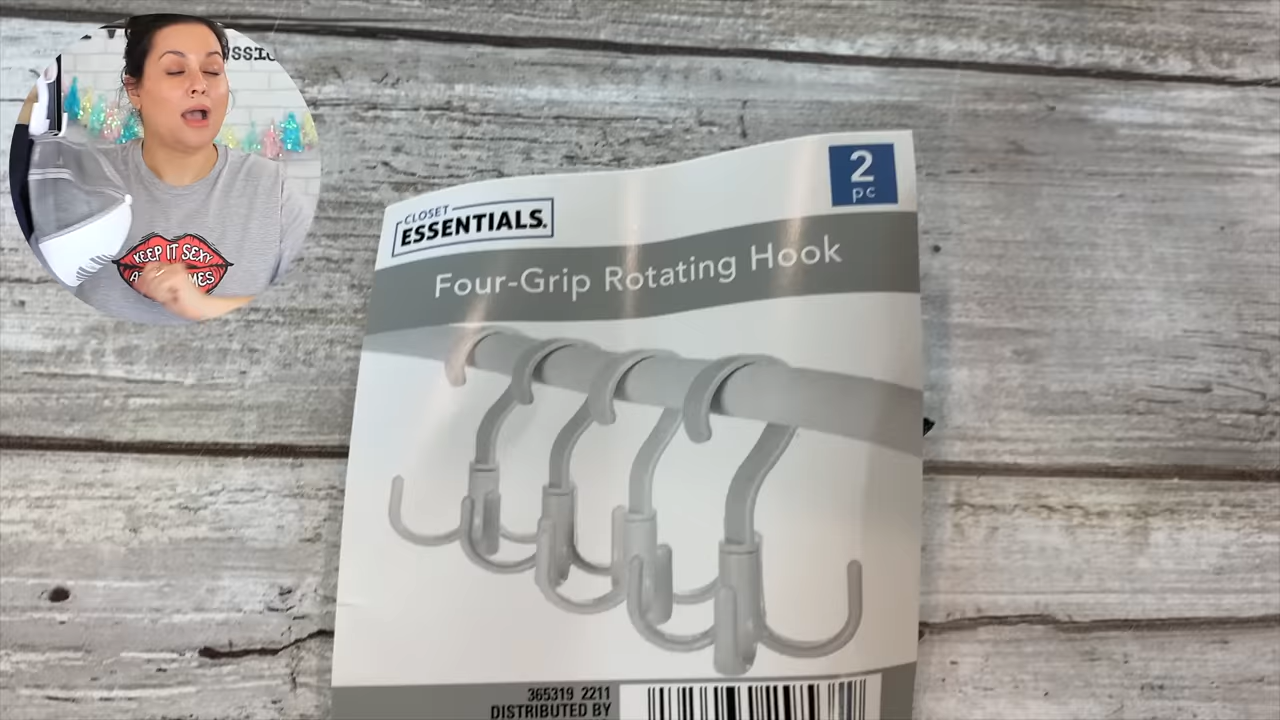 KEEP IT SEXY
2
pc
CLOSET
ESSENTIALS.
Four-Grip Rotating Hook
365319 2211
DISTRIBUTED BY